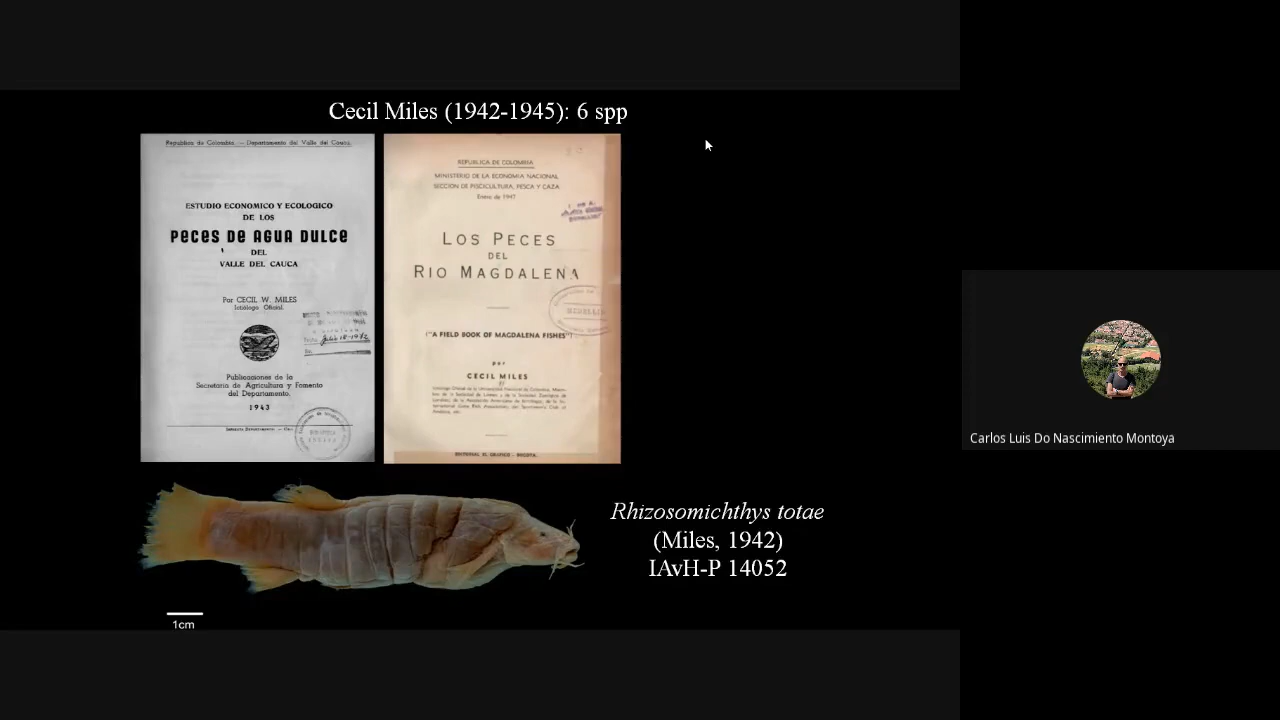 Cecil Miles (1942-1945): 6 spp
Republica de Colombia. — Departamento del Valle del Cauca.
ESTUDIO ECONOMICO Y ECOLOGICO
DE LOS
PECES DE AGUA DULCE
DEL
VALLE DEL CAUCA
Por CECIL W. MILES
Ictiólogo Oficial.
Publicaciones de la
Secretaria de Agricultura y Fomento
del Departamento.
1943
REPUBLICA DE COLOMBIA
MINISTERIO DE LA ECONOMIA NACIONAL
SECCION DE PISCICULTURA, PESCA Y CAZA
Enero de 1947
LOS PECES
DEL
RIO MAGDALENA
("A FIELD BOOK OF MAGDALENA FISHES")
por
CECIL MILES
EDITORIAL EL GRAFICO - BOGOTA.
MEDELLIN
Rhizosomichthys totae
(Miles, 1942)
IAvH-P 14052
1cm
Carlos Luis Do Nascimiento Montoya